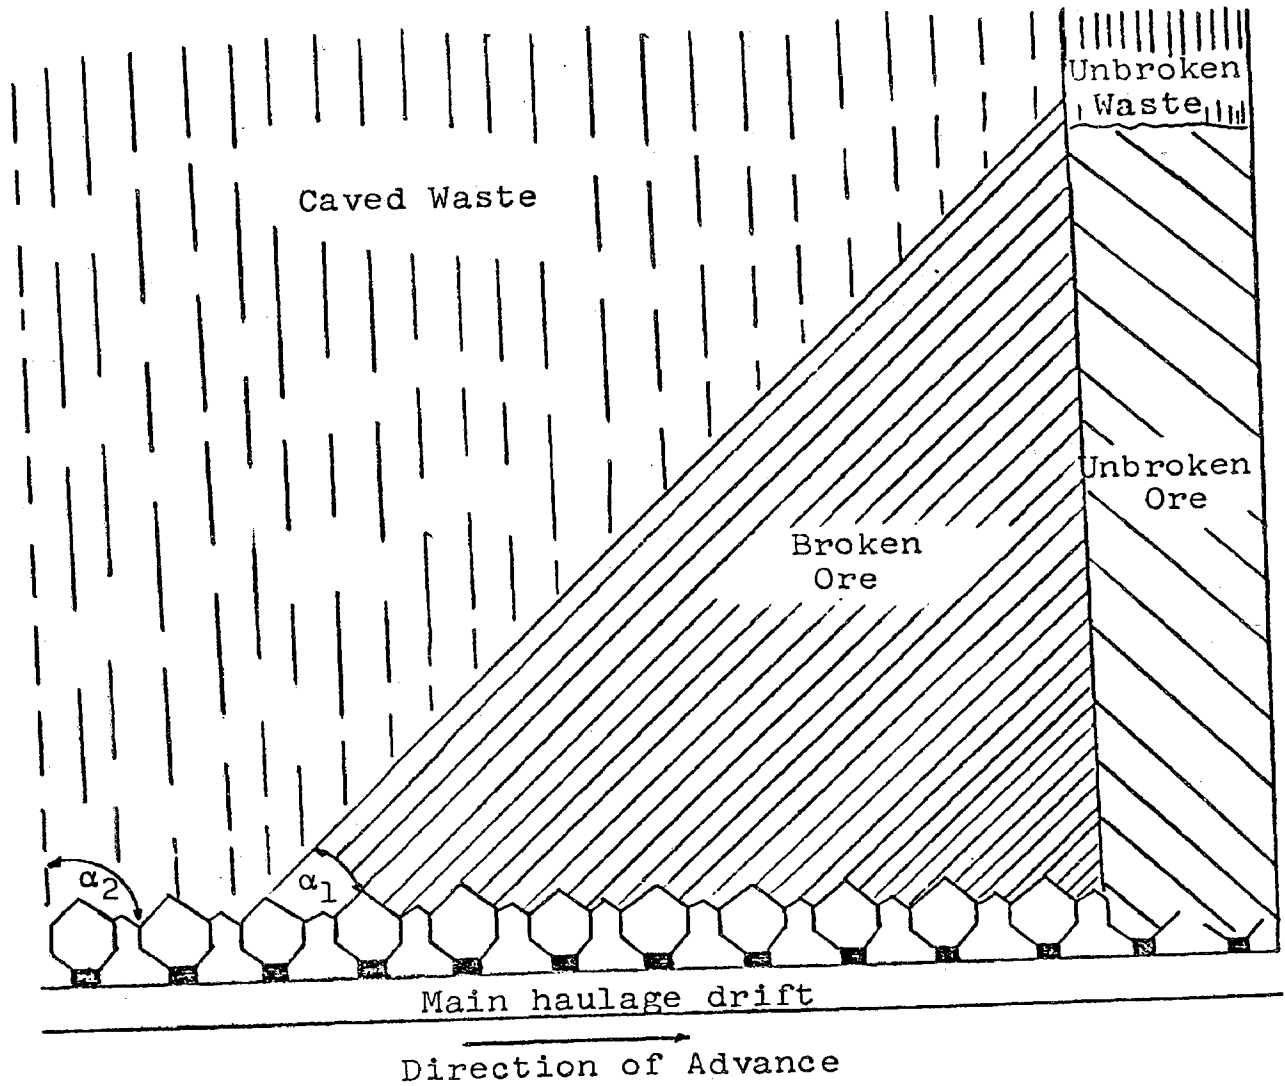 Unbroken
Waste
Caved Waste
Unbroken
Ore
Broken
Ore
α2
α1
Main haulage drift
Direction of Advance